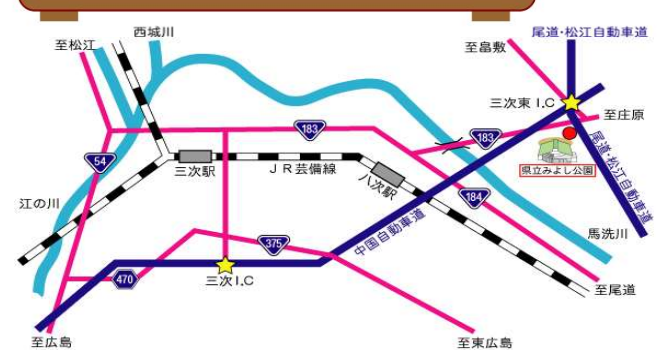 西城川
尾道・松江自動車道
至松江
至畠敷
三次東 I.C
至庄原
183
183
54
三次駅
JR芸備線
県立みよし公園
八次駅
尾道・松江自動車道
184
江の川
中国自動車道
馬洗川
375
470
三次I.C
至尾道
至広島
至東広島